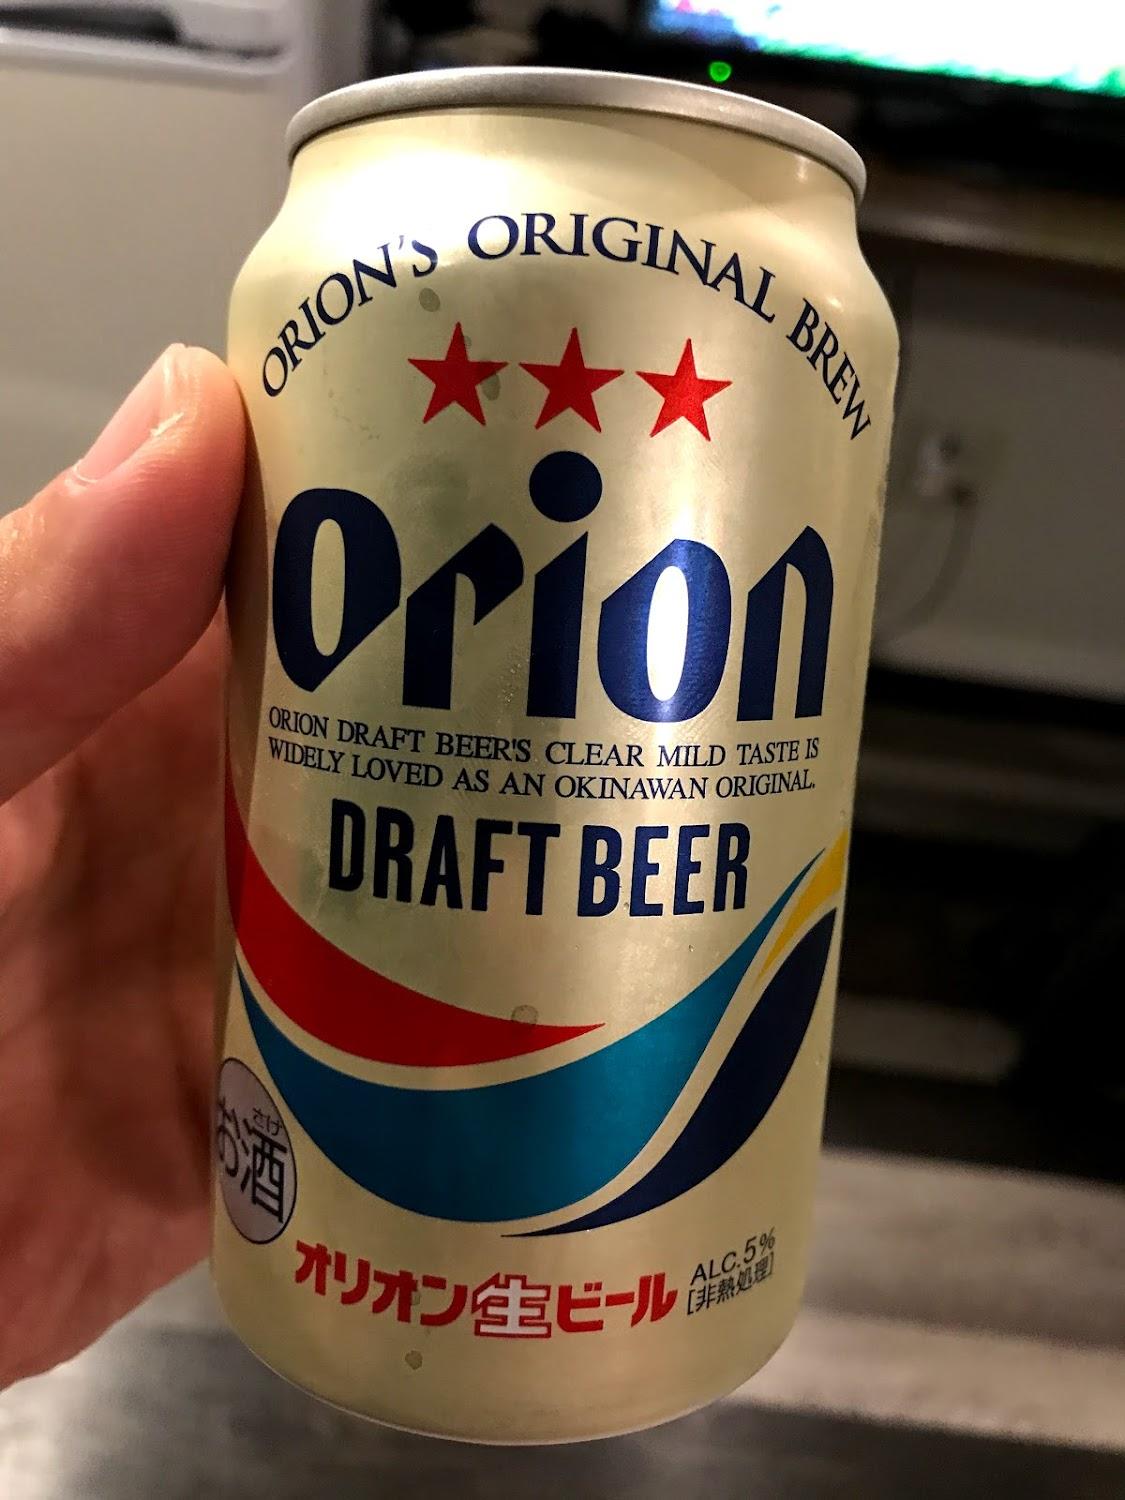 ORION'S ORIGINAL BREW
orion
ORION DRAFT BEER'S CLEAR MILD TASTE IS
WIDELY LOVED AS AN OKINAWAN ORIGINAL.
DRAFT BEER
さけ
お酒
オリオン生ビール
ALC.5%
[非熱処理]